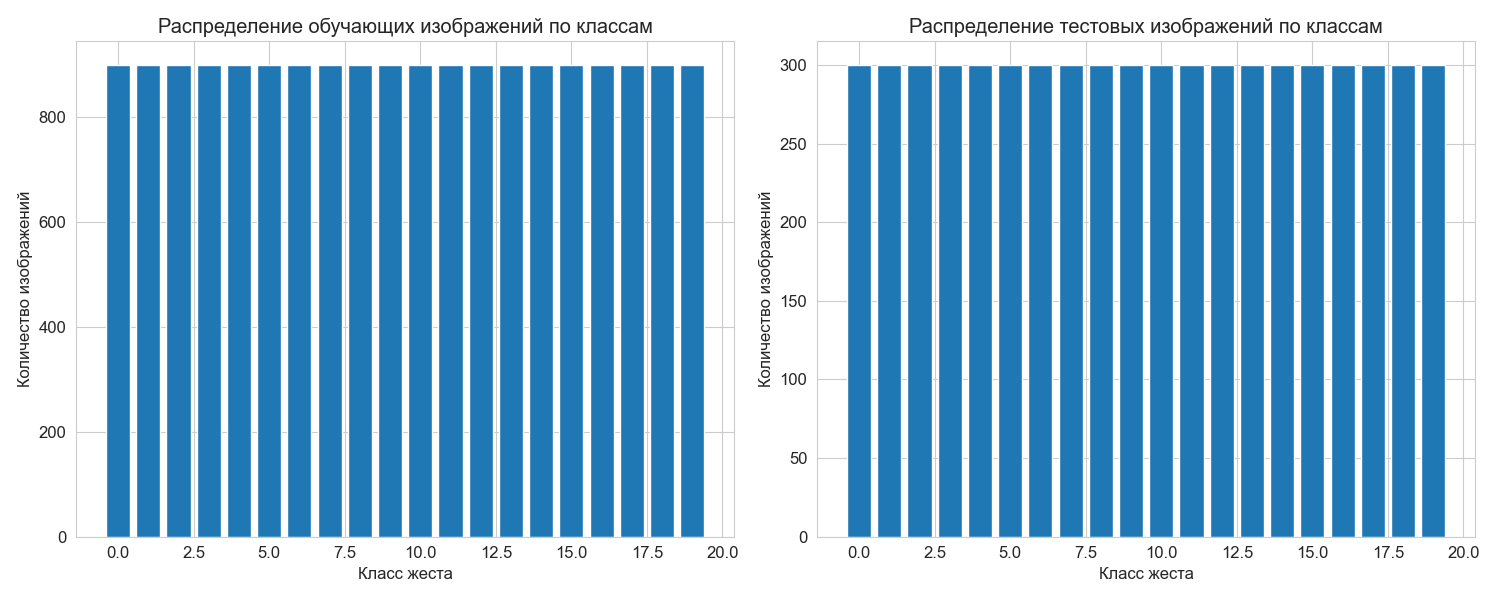 Распределение обучающих изображений по классам
Количество изображений
800
600
400
200
0
0.0 2.5 5.0 7.5 10.0 12.5 15.0 17.5 20.0
Класс жеста
Распределение тестовых изображений по классам
Количество изображений
300
250
200
150
100
50
0
0.0 2.5 5.0 7.5 10.0 12.5 15.0 17.5 20.0
Класс жеста